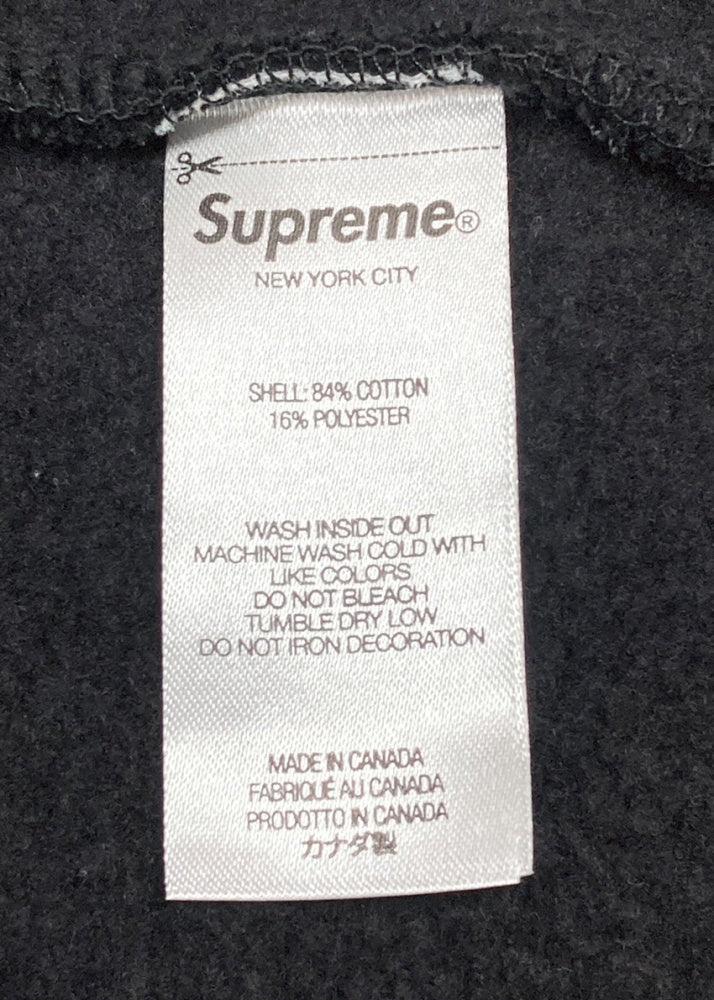 Supreme®
NEW YORK CITY
SHELL: 84% COTTON
16% POLYESTER
WASH INSIDE OUT
MACHINE WASH COLD WITH
LIKE COLORS
DO NOT BLEACH
TUMBLE DRY LOW
DO NOT IRON DECORATION
MADE IN CANADA
FABRIQUÉ AU CANADA
PRODOTTO IN CANADA
カナダ製